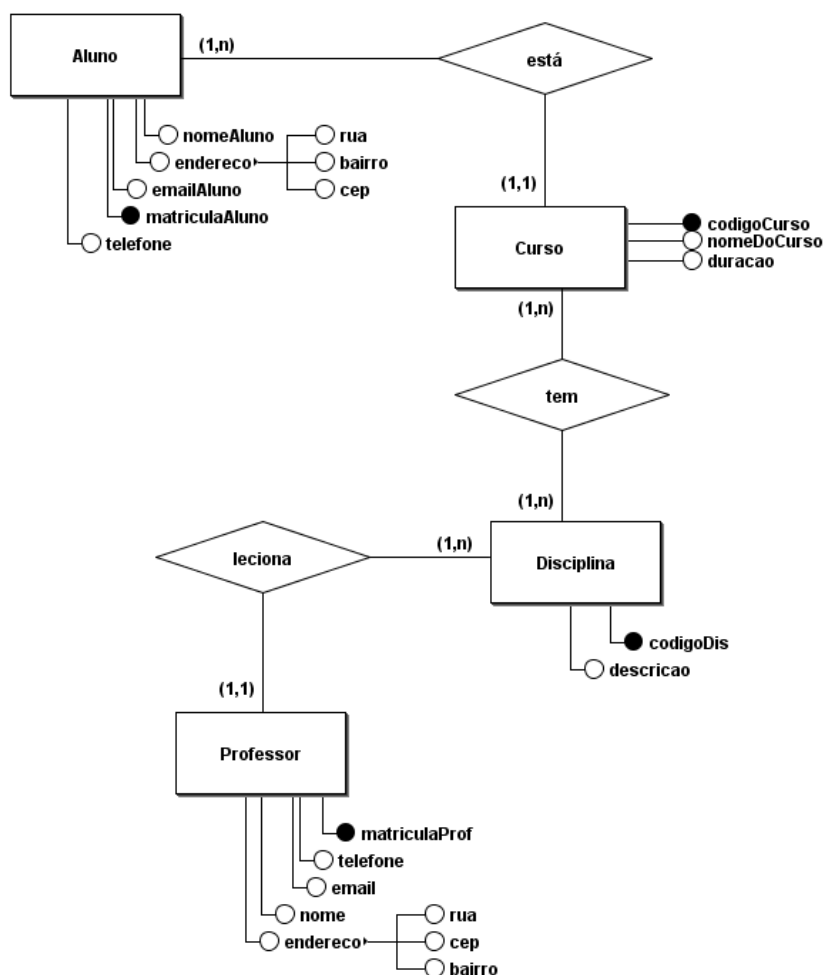 Aluno
(1,n)
está
nomeAluno
endereco
rua
bairro
cep
emailAluno
matriculaAluno
telefone
(1,1)
Curso
codigoCurso
nomeDoCurso
duracao
(1,n)
tem
(1,n)
leciona
(1,n)
Disciplina
codigoDis
descricao
(1,1)
Professor
matriculaProf
telefone
email
nome
endereco
rua
cep
bairro